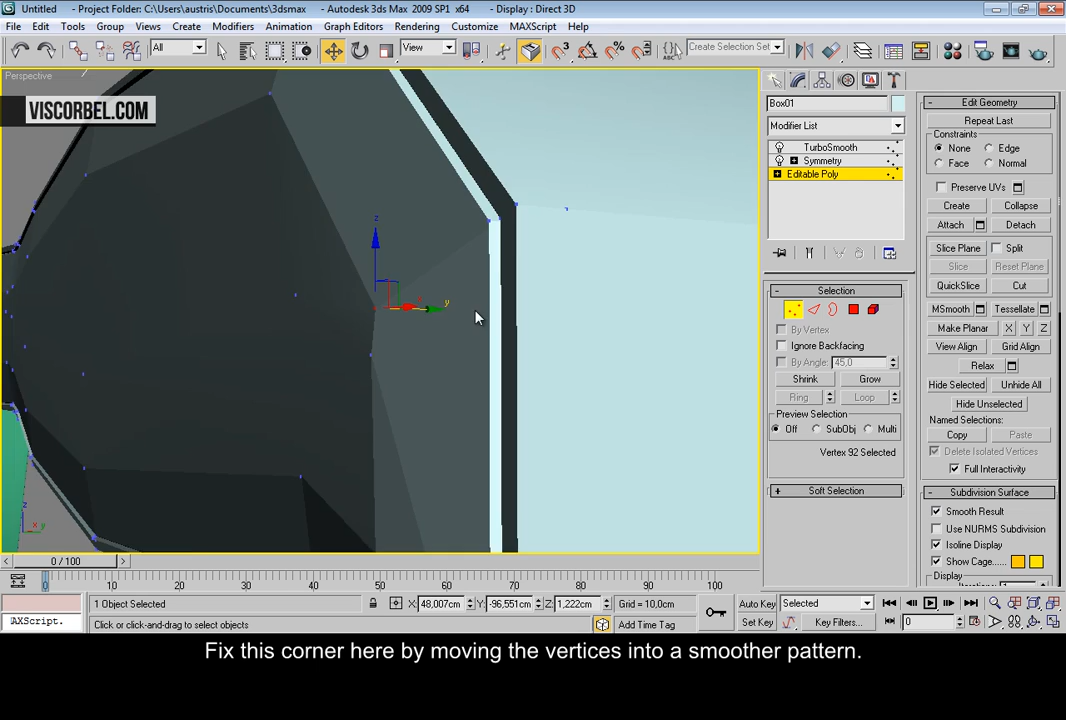 Untitled - Project Folder: C:\Users\austris\Documents\3dsmax - Autodesk 3ds Max 2009 SP1 x64 - Display : Direct 3D
File Edit Tools Group Views Create Modifiers Animation Graph Editors Rendering Customize MAXScript Help
All View Create Selection Set
Perspective
VISCORBEL.COM
z
y
Box01
Modifier List
TurboSmooth
Symmetry
Editable Poly
Selection
By Vertex
Ignore Backfacing
By Angle: 45,0
Shrink Grow
Ring Loop
Preview Selection
Off SubObj Multi
Vertex 92 Selected
Soft Selection
Edit Geometry
Repeat Last
Constraints
None Edge
Face Normal
Preserve UVs
Create Collapse
Attach Detach
Slice Plane Split
Slice Reset Plane
QuickSlice Cut
MSmooth Tessellate
Make Planar X Y Z
View Align Grid Align
Relax
Hide Selected Unhide All
Hide Unselected
Named Selections:
Copy Paste
Delete Isolated Vertices
Full Interactivity
Subdivision Surface
Smooth Result
Use NURMS Subdivision
Isoline Display
Show Cage......
Display
z
x y
0 / 100
0 10 20 30 40 50 60 70 80 90 100
1 Object Selected X: 48,007cm Y: -96,551cm Z: 1,222cm Grid = 10,0cm Auto Key Selected
AXScript. Click or click-and-drag to select objects Add Time Tag Set Key Key Filters... 0
Fix this corner here by moving the vertices into a smoother pattern.